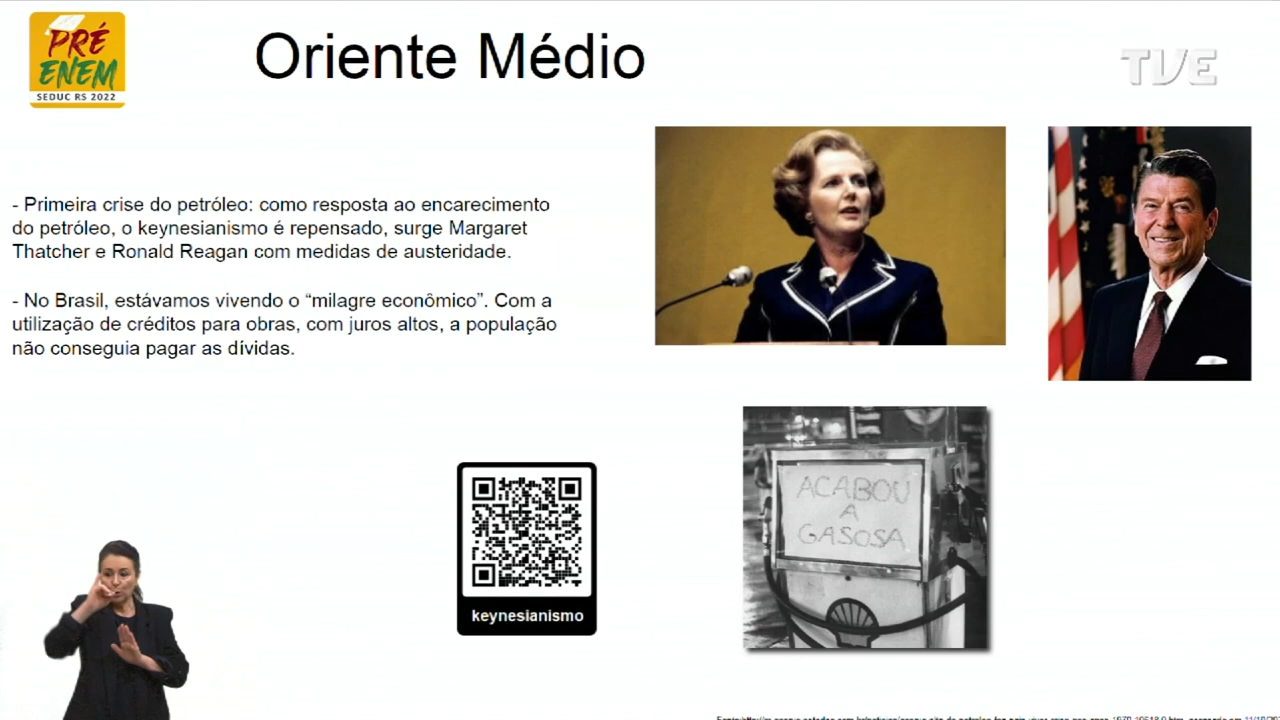 PRÉ
ENEM
SEDUC RS 2022
Oriente Médio
TVE
- Primeira crise do petróleo: como resposta ao encarecimento
do petróleo, o keynesianismo é repensado, surge Margaret
Thatcher e Ronald Reagan com medidas de austeridade.
- No Brasil, estávamos vivendo o “milagre econômico”. Com a
utilização de créditos para obras, com juros altos, a população
não conseguia pagar as dívidas.
keynesianismo
ACABOU
A
GASOSA